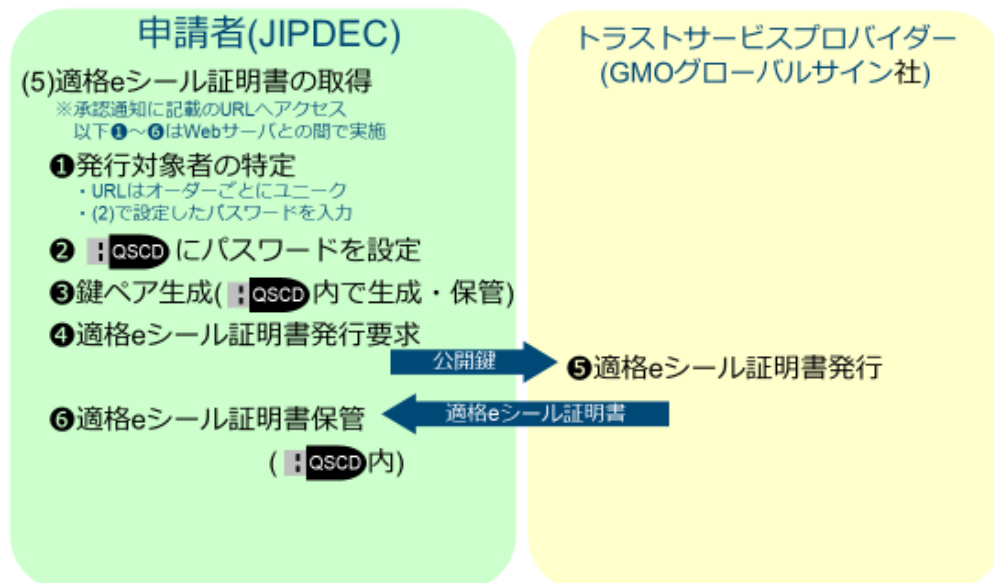 申請者(JIPDEC)
(5)適格eシール証明書の取得
※承認通知に記載のURLへアクセス
以下❶～❻はWebサーバとの間で実施
❶発行対象者の特定
・URLはオーダーごとにユニーク
・(2)で設定したパスワードを入力
❷ QSCD にパスワードを設定
❸鍵ペア生成( QSCD内で生成・保管)
❹適格eシール証明書発行要求
公開鍵
トラストサービスプロバイダー
(GMOグローバルサイン社)
❺適格eシール証明書発行
適格eシール証明書
❻適格eシール証明書保管
( QSCD内)